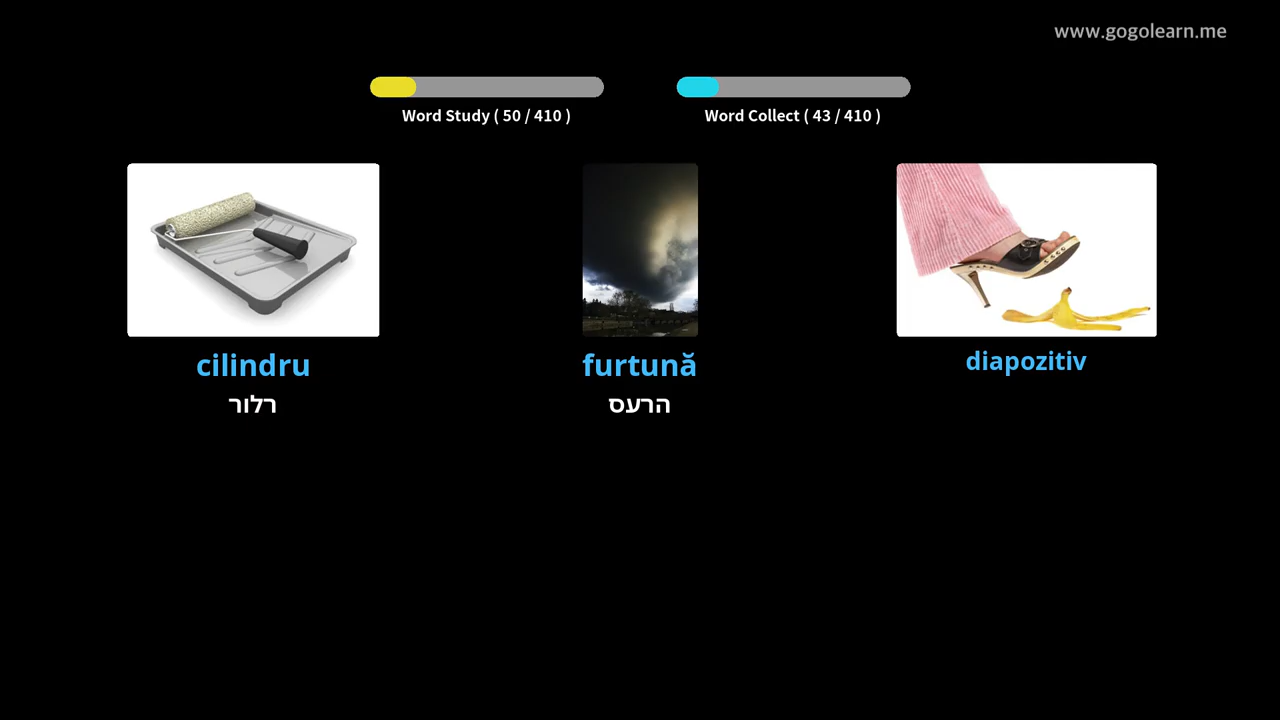 www.gogolearn.me
Word Study ( 50 / 410 )
Word Collect ( 43 / 410 )
cilindru
רלור
furtună
הרעס
diapozitiv